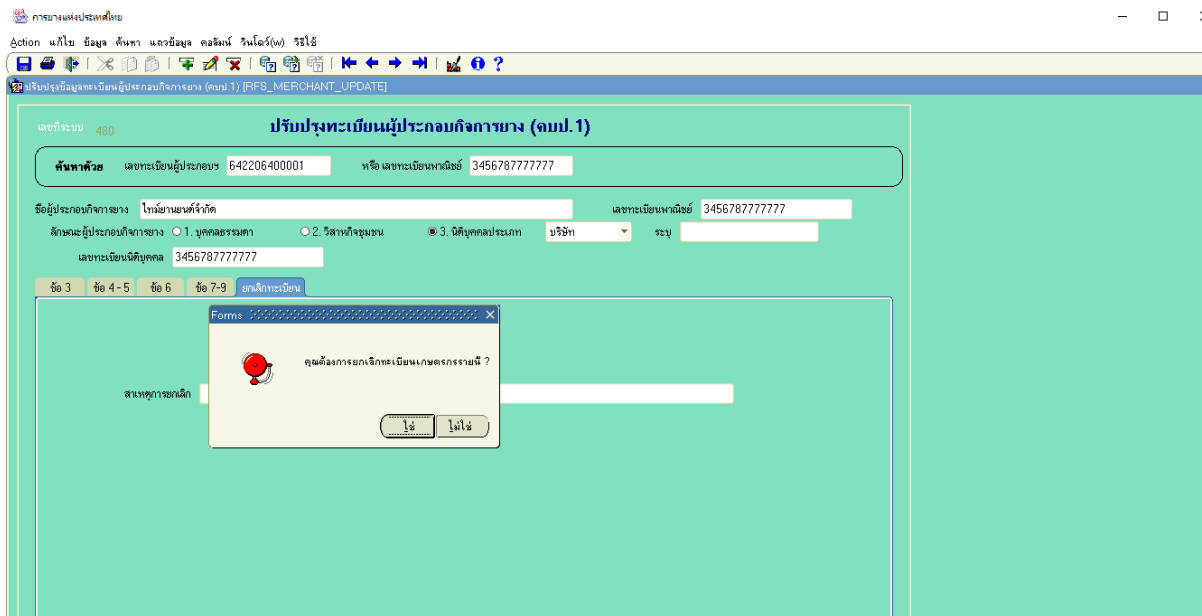 การยางแห่งประเทศไทย
Action แก้ไข ข้อมูล ค้นหา แถวข้อมูล คอลัมน์ วินโดว์(w) วิธีใช้
ปรับปรุงข้อมูลทะเบียนผู้ประกอบกิจการยาง (คบป.1) [RFS_MERCHANT_UPDATE]
เลขที่ระบบ 480 ปรับปรุงทะเบียนผู้ประกอบกิจการยาง (คบป.1)
ค้นหาด้วย เลขทะเบียนผู้ประกอบฯ 642206400001 หรือ เลขทะเบียนพาณิชย์ 3456787777777
ชื่อผู้ประกอบกิจการยาง ไทม์ยานยนต์จำกัด เลขทะเบียนพาณิชย์ 3456787777777
ลักษณะผู้ประกอบกิจการยาง 1. บุคคลธรรมดา 2. วิสาหกิจชุมชน 3. นิติบุคคลประเภท บริษัท ระบุ
เลขทะเบียนนิติบุคคล 3456787777777
ข้อ 3 ข้อ 4 - 5 ข้อ 6 ข้อ 7-9 ยกเลิกทะเบียน
Forms
คุณต้องการยกเลิกทะเบียนเกษตรกรรายนี้ ?
สาเหตุการยกเลิก
ใช่ ไม่ใช่